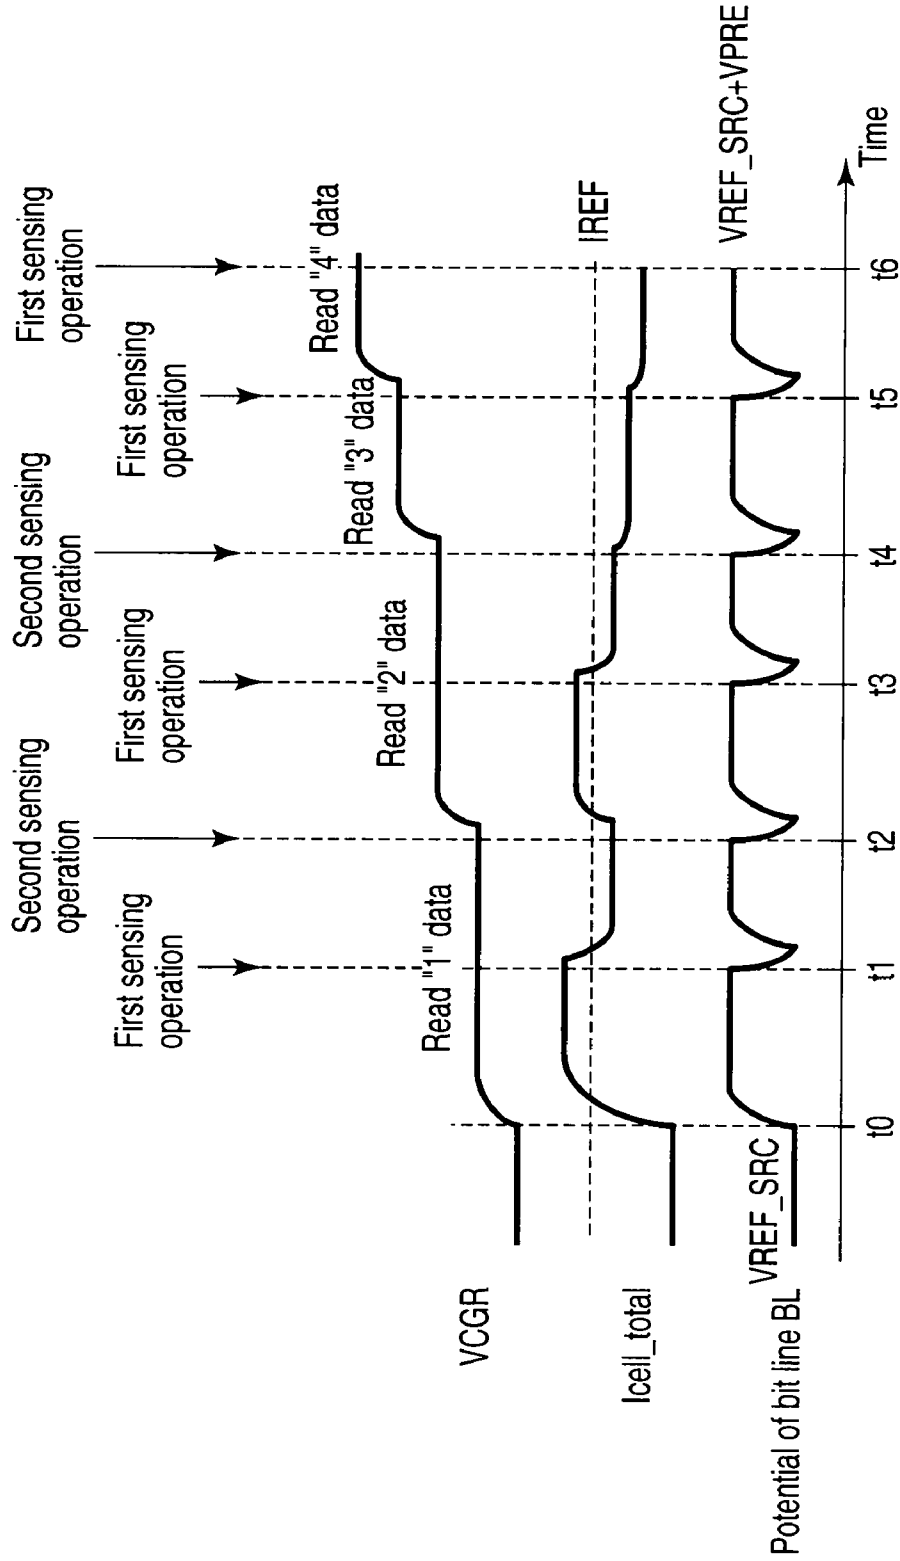 Second sensing
operation
Second sensing
operation
First sensing
operation
First sensing
operation
First sensing
operation
First sensing
operation
Read "1" data
Read "2" data
Read "3" data
Read "4" data
VCGR
IREF
Icell_total
VREF_SRC+VPRE
VREF_SRC
Potential of bit line BL
t0
t1
t2
t3
t4
t5
t6
Time